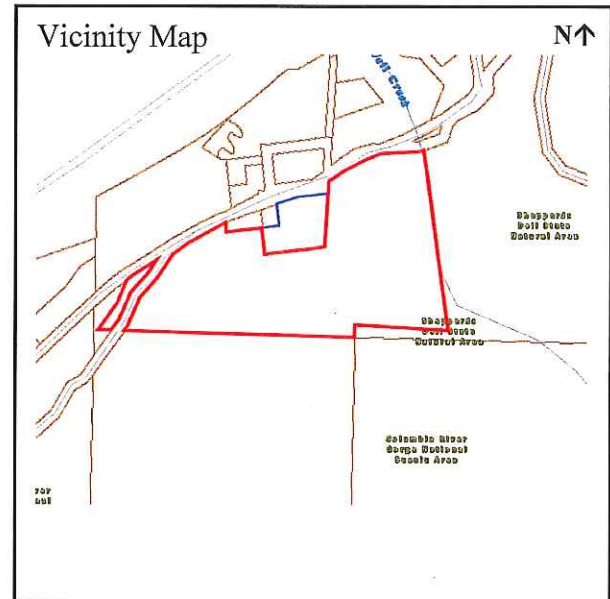 Vicinity Map
N↑
Creek
Sheppards
Dell State
Natural Area
Sheppards
Dell State
Natural Area
Columbia River
Gorge National
Scenic Area